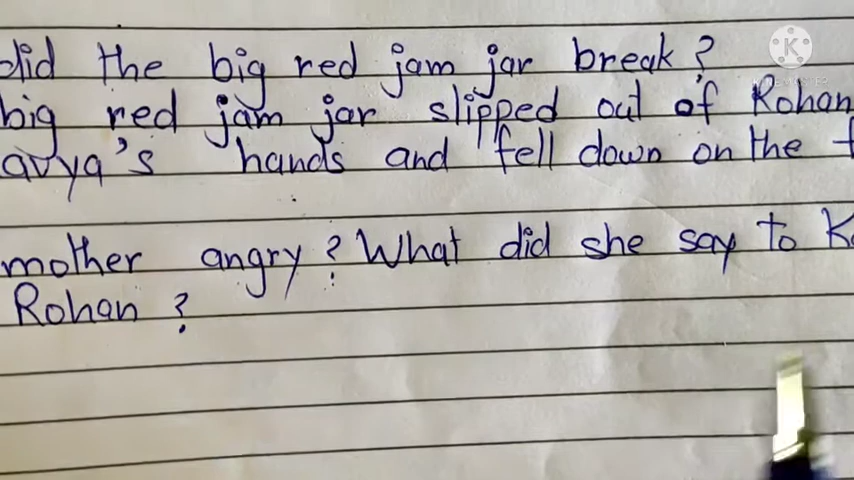 did the big red jam jar break?
big red jam jar slipped out of Rohan
avya's hands and fell down on the
mother angry? What did she say to
Rohan?